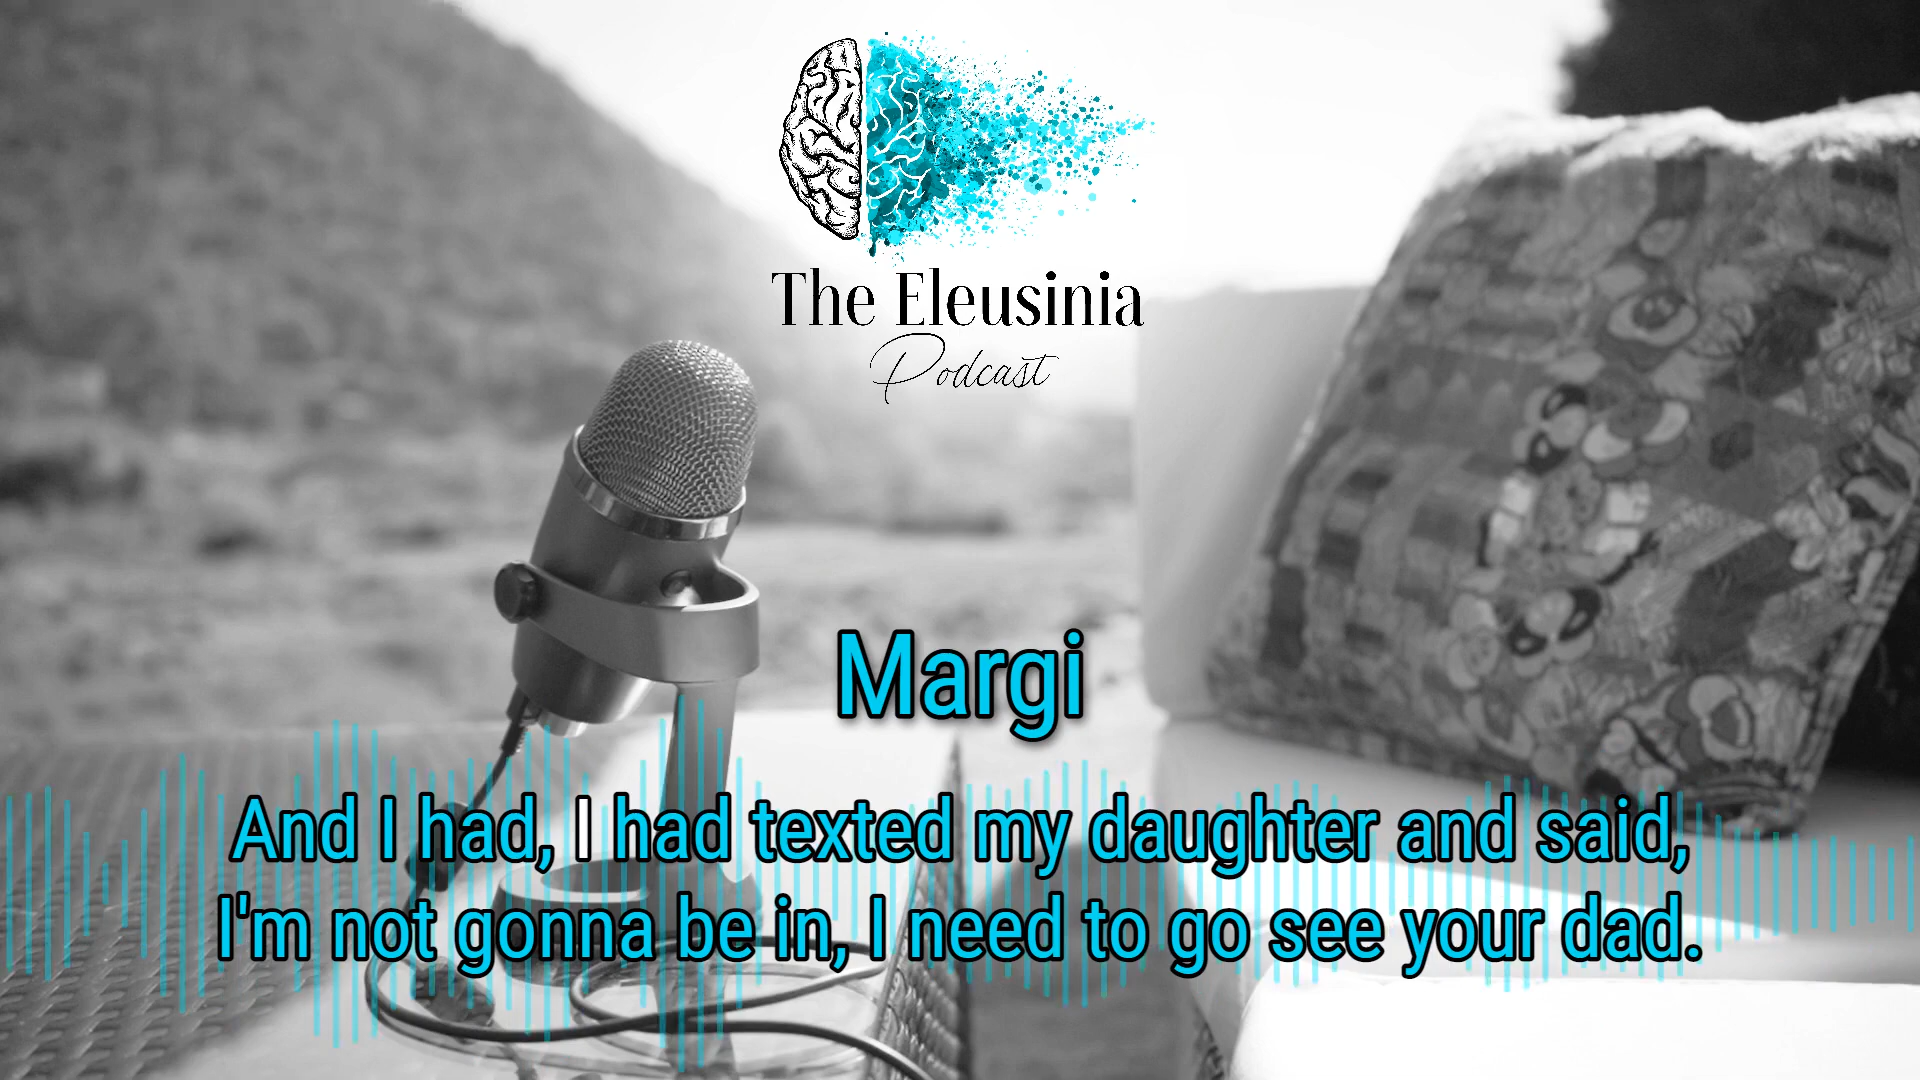 The Eleusinia
Podcast
Margi
And I had, I had texted my daughter and said,
I'm not gonna be in, I need to go see your dad.